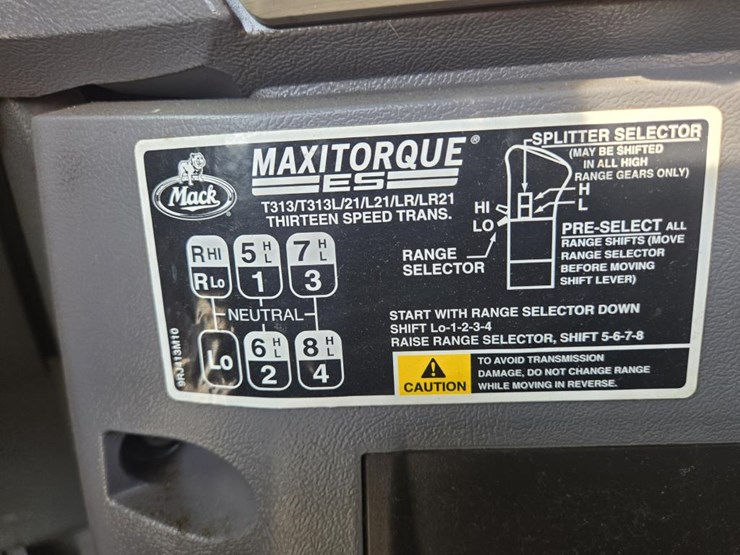 Mack
MAXITORQUE®
ES
T313/T313L/21/L21/LR/LR21
THIRTEEN SPEED TRANS.
R HI 5 H L 7 H L
R LO 1 3
NEUTRAL
Lo 6 H L 8 H L
2 4
9RJ413M10
SPLITTER SELECTOR
(MAY BE SHIFTED
IN ALL HIGH
RANGE GEARS ONLY)
H
L
HI
LO
RANGE
SELECTOR
PRE-SELECT ALL
RANGE SHIFTS (MOVE
RANGE SELECTOR
BEFORE MOVING
SHIFT LEVER)
START WITH RANGE SELECTOR DOWN
SHIFT Lo-1-2-3-4
RAISE RANGE SELECTOR, SHIFT 5-6-7-8
CAUTION
TO AVOID TRANSMISSION
DAMAGE, DO NOT CHANGE RANGE
WHILE MOVING IN REVERSE.